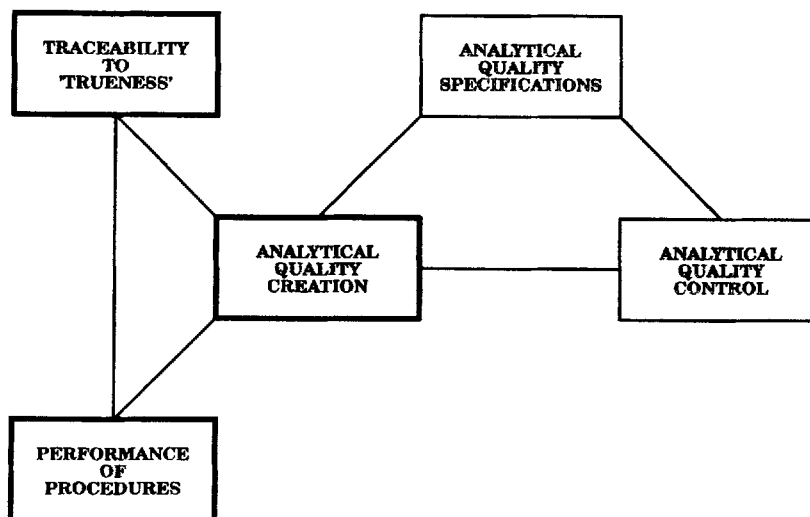 TRACEABILITY
TO
'TRUENESS'
ANALYTICAL
QUALITY
SPECIFICATIONS
ANALYTICAL
QUALITY
CREATION
ANALYTICAL
QUALITY
CONTROL
PERFORMANCE
OF
PROCEDURES